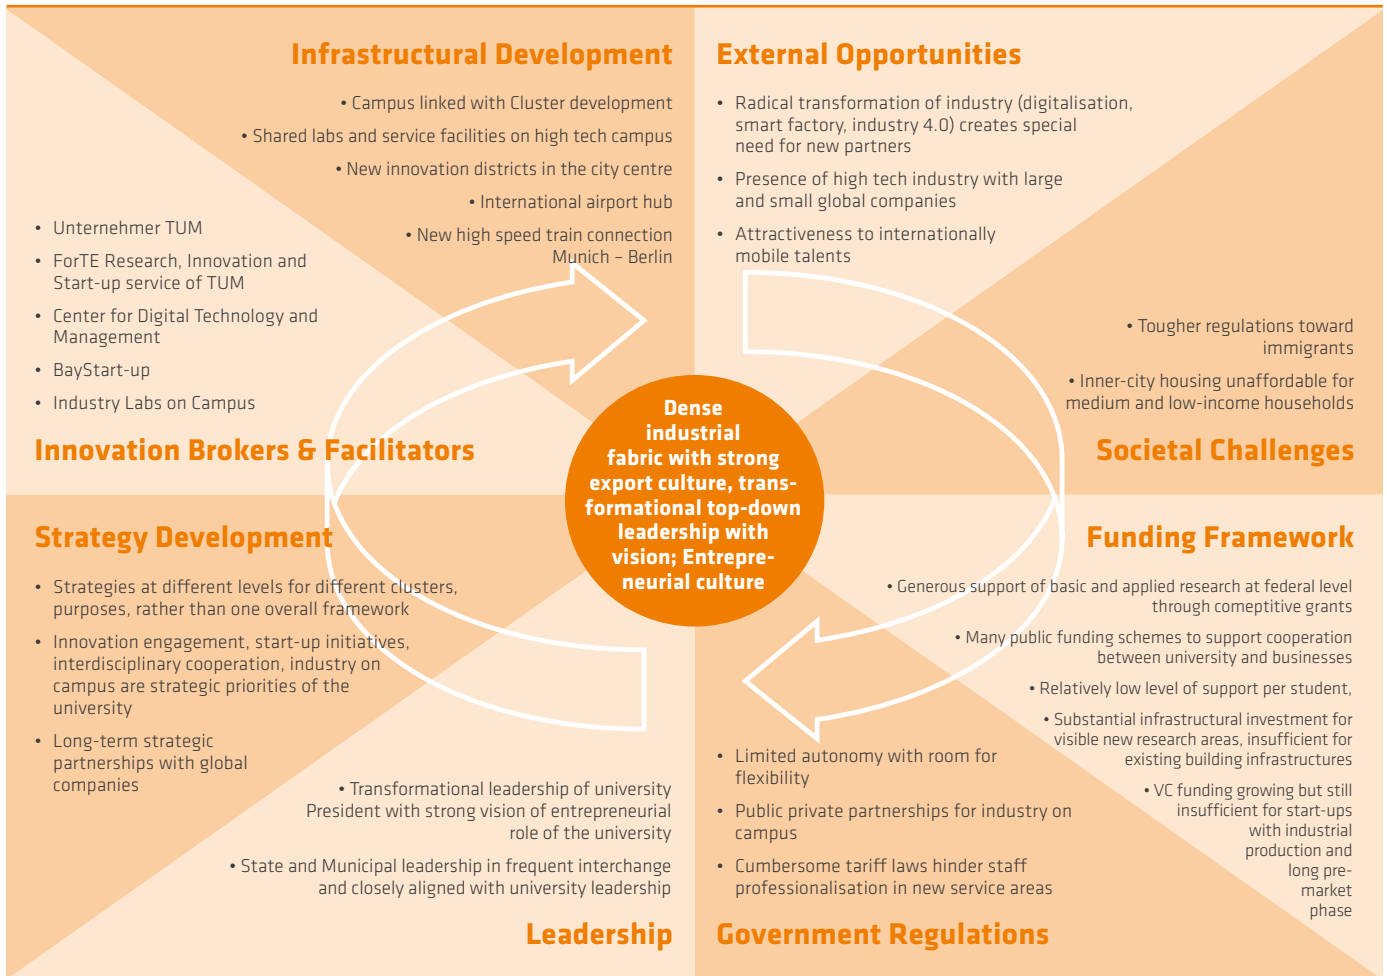 Infrastructural Development
• Campus linked with Cluster development
• Shared labs and service facilities on high tech campus
• New innovation districts in the city centre
• International airport hub
• New high speed train connection
Munich – Berlin
External Opportunities
• Radical transformation of industry (digitalisation,
smart factory, industry 4.0) creates special
need for new partners
• Presence of high tech industry with large
and small global companies
• Attractiveness to internationally
mobile talents
• Unternehmer TUM
• ForTE Research, Innovation and
Start-up service of TUM
• Center for Digital Technology and
Management
• BayStart-up
• Industry Labs on Campus
Innovation Brokers & Facilitators
• Tougher regulations toward
immigrants
• Inner-city housing unaffordable for
medium and low-income households
Societal Challenges
Dense
industrial
fabric with strong
export culture, trans-
formational top-down
leadership with
vision; Entrepre-
neurial culture
Strategy Development
• Strategies at different levels for different clusters,
purposes, rather than one overall framework
• Innovation engagement, start-up initiatives,
interdisciplinary cooperation, industry on
campus are strategic priorities of the
university
• Long-term strategic
partnerships with global
companies
Funding Framework
• Generous support of basic and applied research at federal level
through comeptitive grants
• Many public funding schemes to support cooperation
between university and businesses
• Relatively low level of support per student,
• Substantial infrastructural investment for
visible new research areas, insufficient for
existing building infrastructures
• VC funding growing but still
insufficient for start-ups
with industrial
production and
long pre-
market
phase
• Transformational leadership of university
President with strong vision of entrepreneurial
role of the university
• State and Municipal leadership in frequent interchange
and closely aligned with university leadership
Leadership
• Limited autonomy with room for
flexibility
• Public private partnerships for industry on
campus
• Cumbersome tariff laws hinder staff
professionalisation in new service areas
Government Regulations